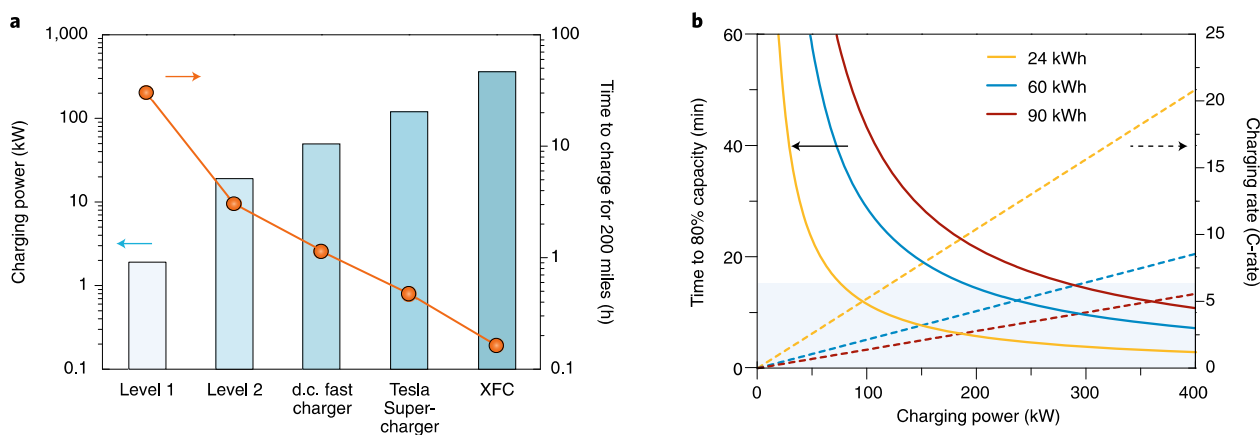 a
1,000
100
10
1
0.1
Charging power (kW)
100
10
1
0.1
Time to charge for 200 miles (h)
Level 1
Level 2
d.c. fast
charger
Tesla
Super-
charger
XFC
b
60
40
20
0
Time to 80% capacity (min)
24 kWh
60 kWh
90 kWh
25
20
15
10
5
0
Charging rate (C-rate)
0
100
200
300
400
Charging power (kW)